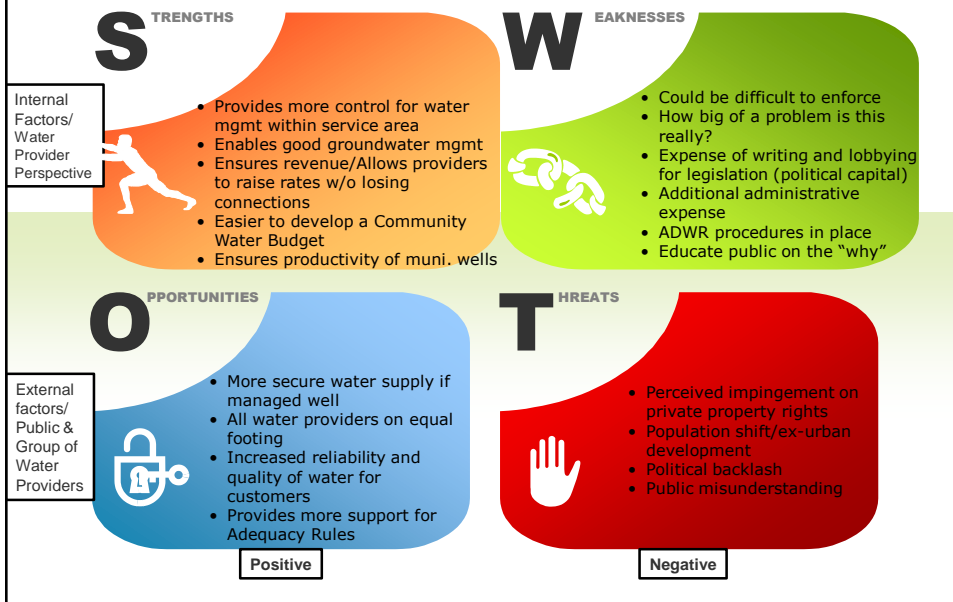 STRENGTHS
Internal
Factors/
Water
Provider
Perspective
• Provides more control for water
mgmt within service area
• Enables good groundwater mgmt
• Ensures revenue/Allows providers
to raise rates w/o losing
connections
• Easier to develop a Community
Water Budget
• Ensures productivity of muni. wells
WEAKNESSES
• Could be difficult to enforce
• How big of a problem is this
really?
• Expense of writing and lobbying
for legislation (political capital)
• Additional administrative
expense
• ADWR procedures in place
• Educate public on the “why”
OPPORTUNITIES
External
factors/
Public &
Group of
Water
Providers
• More secure water supply if
managed well
• All water providers on equal
footing
• Increased reliability and
quality of water for
customers
• Provides more support for
Adequacy Rules
Positive
THREATS
• Perceived impingement on
private property rights
• Population shift/ex-urban
development
• Political backlash
• Public misunderstanding
Negative